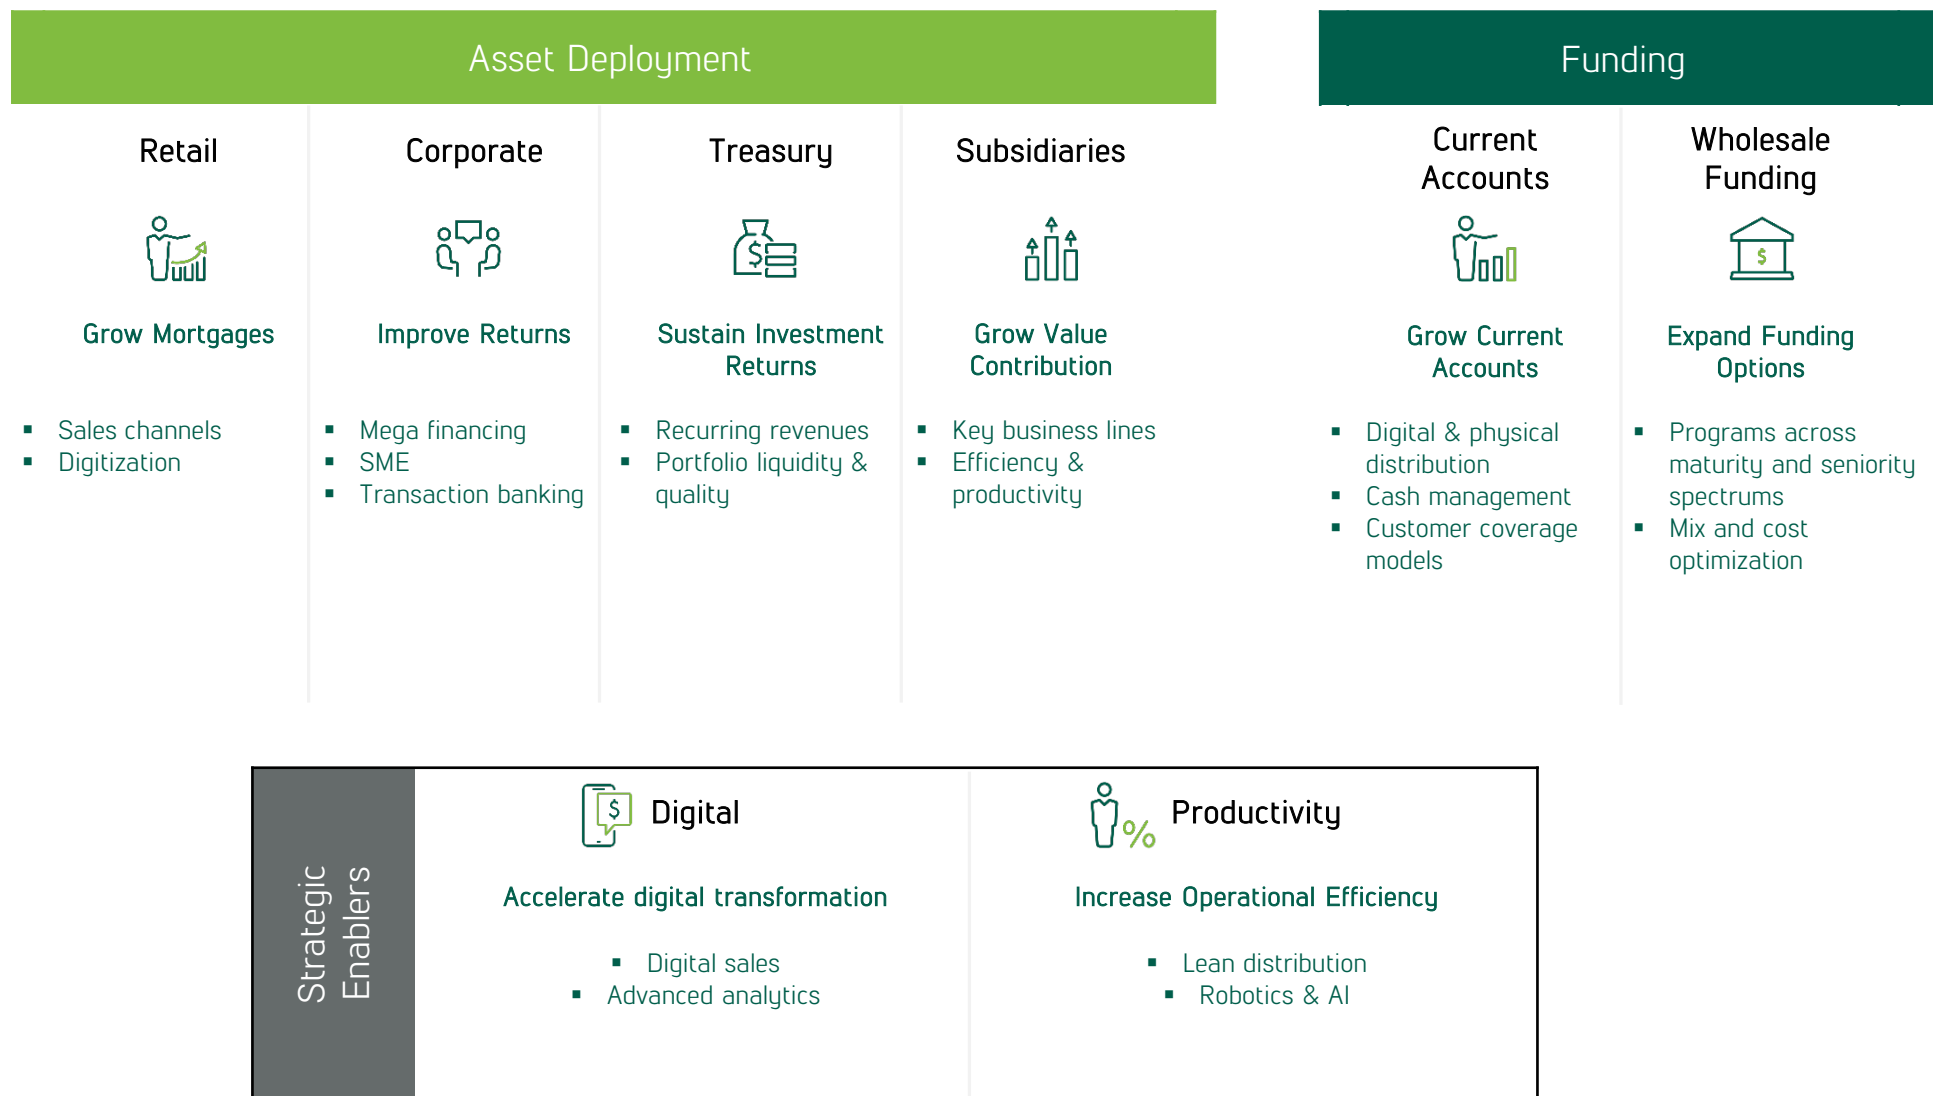 Asset Deployment
Funding
Retail
Grow Mortgages
▪ Sales channels
▪ Digitization
Corporate
Improve Returns
▪ Mega financing
▪ SME
▪ Transaction banking
Treasury
$
Sustain Investment
Returns
▪ Recurring revenues
▪ Portfolio liquidity &
quality
Subsidiaries
Grow Value
Contribution
▪ Key business lines
▪ Efficiency &
productivity
Current
Accounts
Grow Current
Accounts
▪ Digital & physical
distribution
▪ Cash management
▪ Customer coverage
models
Wholesale
Funding
$
Expand Funding
Options
▪ Programs across
maturity and seniority
spectrums
▪ Mix and cost
optimization
Strategic
Enablers
$
Digital
Accelerate digital transformation
▪ Digital sales
▪ Advanced analytics
%
Productivity
Increase Operational Efficiency
▪ Lean distribution
▪ Robotics & AI